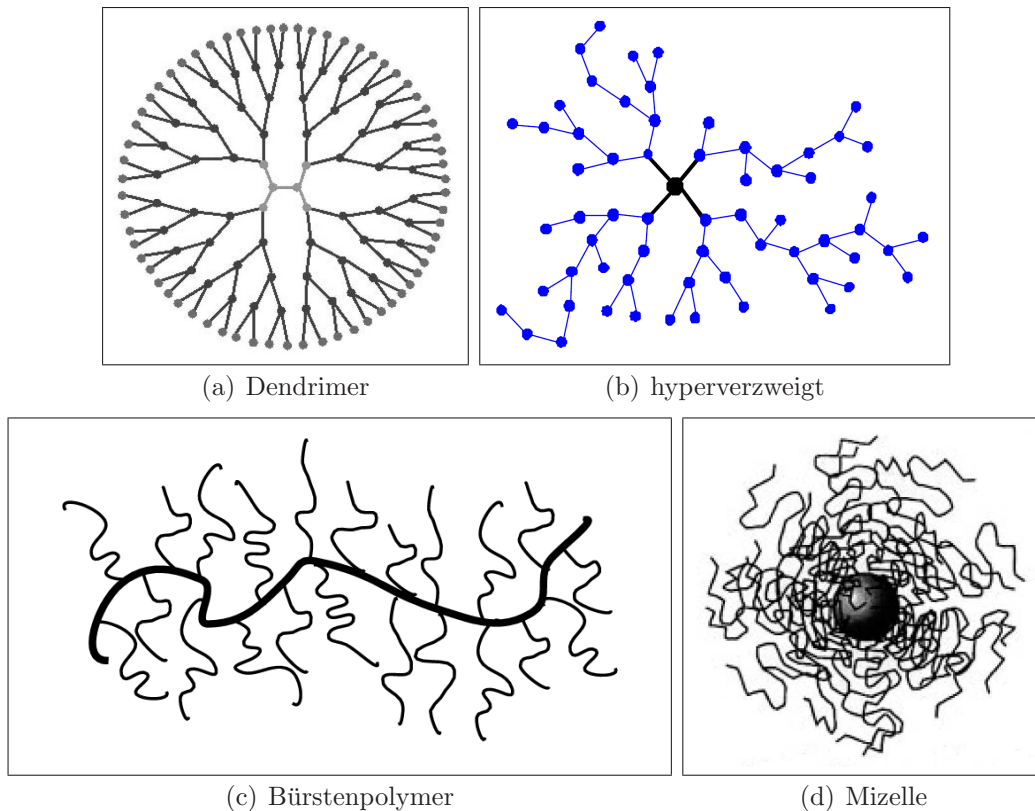 (a) Dendrimer
(b) hyperverzweigt
(c) Bürstenpolymer
(d) Mizelle